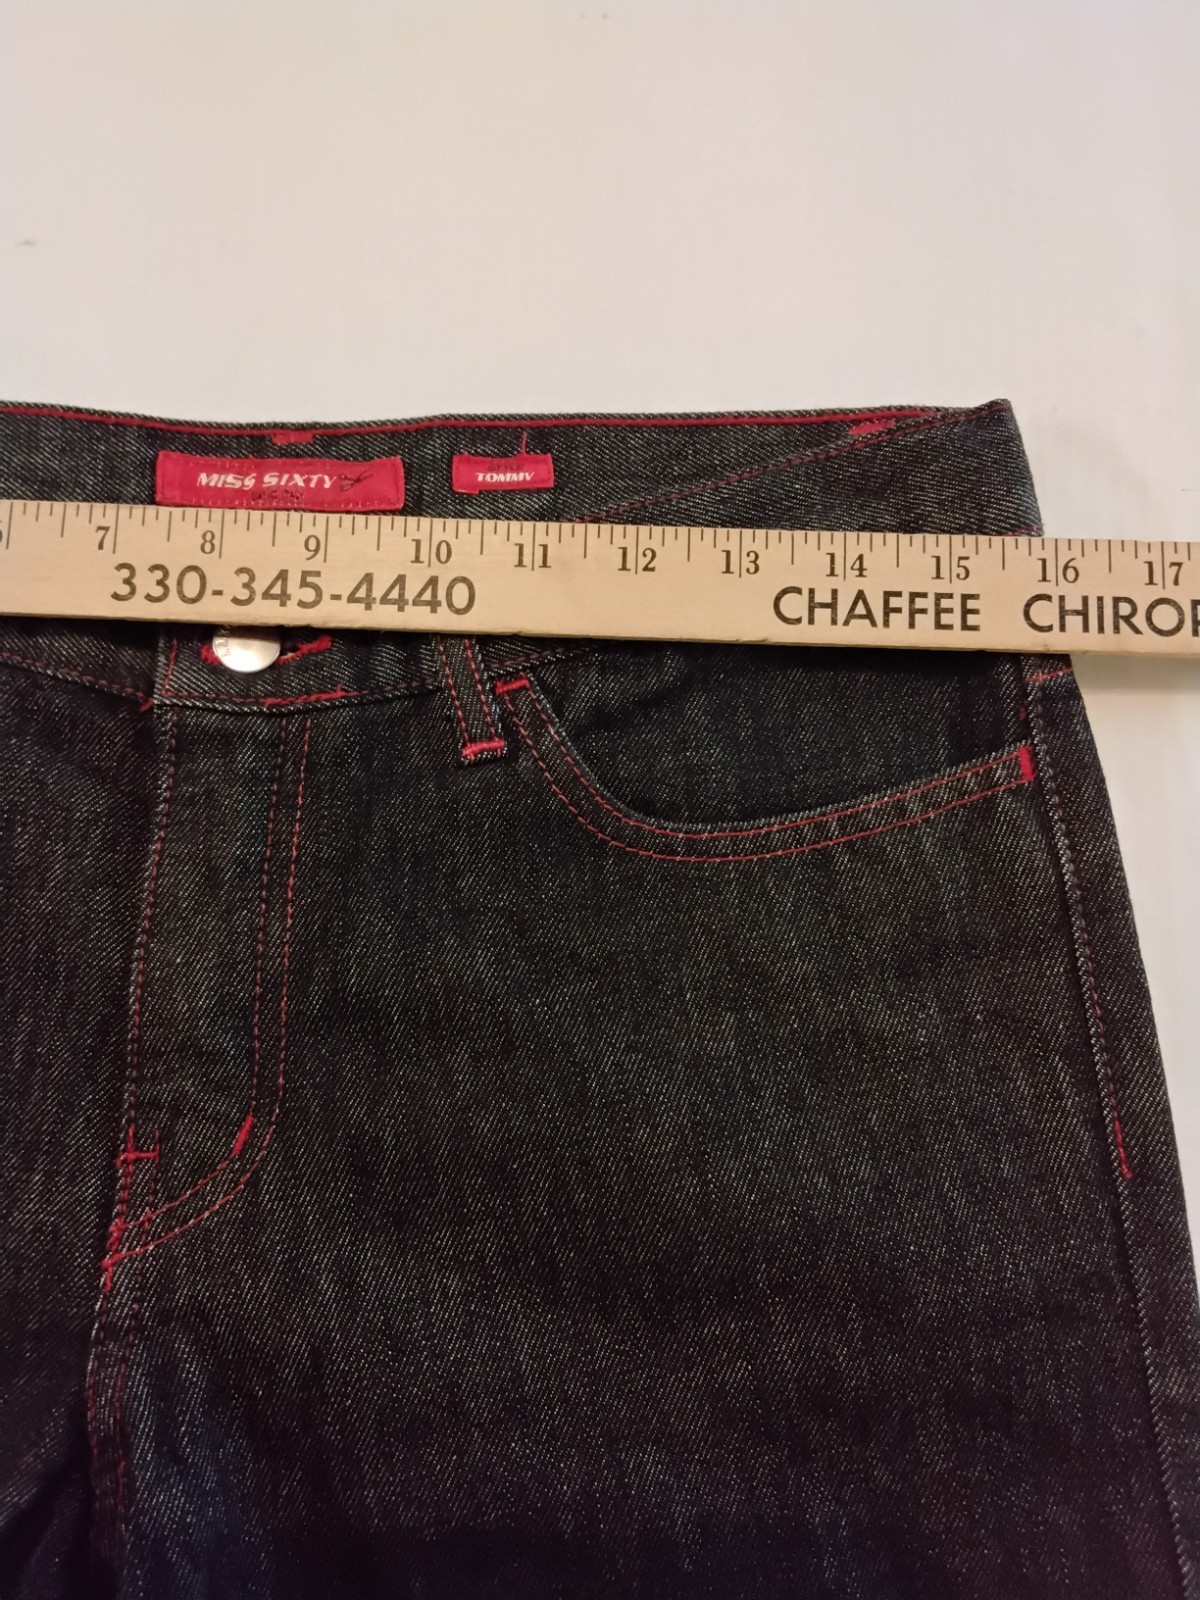 MISS SIXTY
TOMMY
6 7 8 9 10 11 12 13 14 15 16 17
330-345-4440 CHAFFEE CHIROP